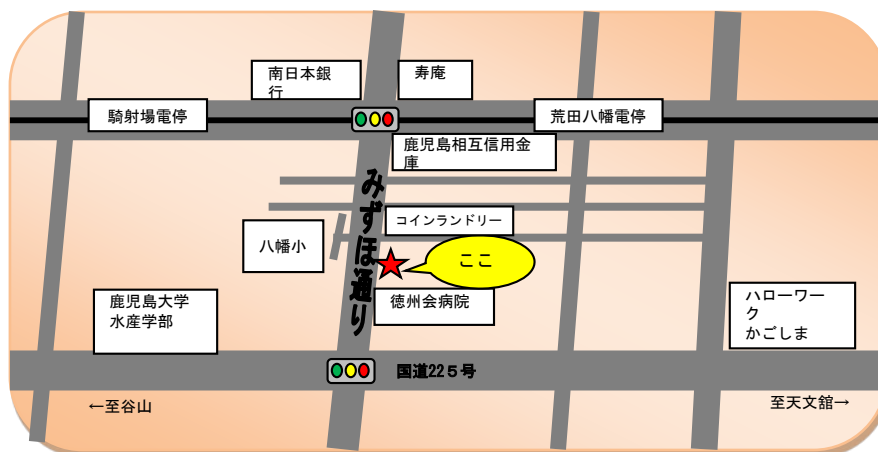 南日本銀
行
寿庵
騎射場電停
荒田八幡電停
鹿児島相互信用金
庫
みずほ通り
コインランドリー
八幡小
ここ
徳州会病院
鹿児島大学
水産学部
ハローワー
ク
かごしま
国道22５号
←至谷山
至天文舘→